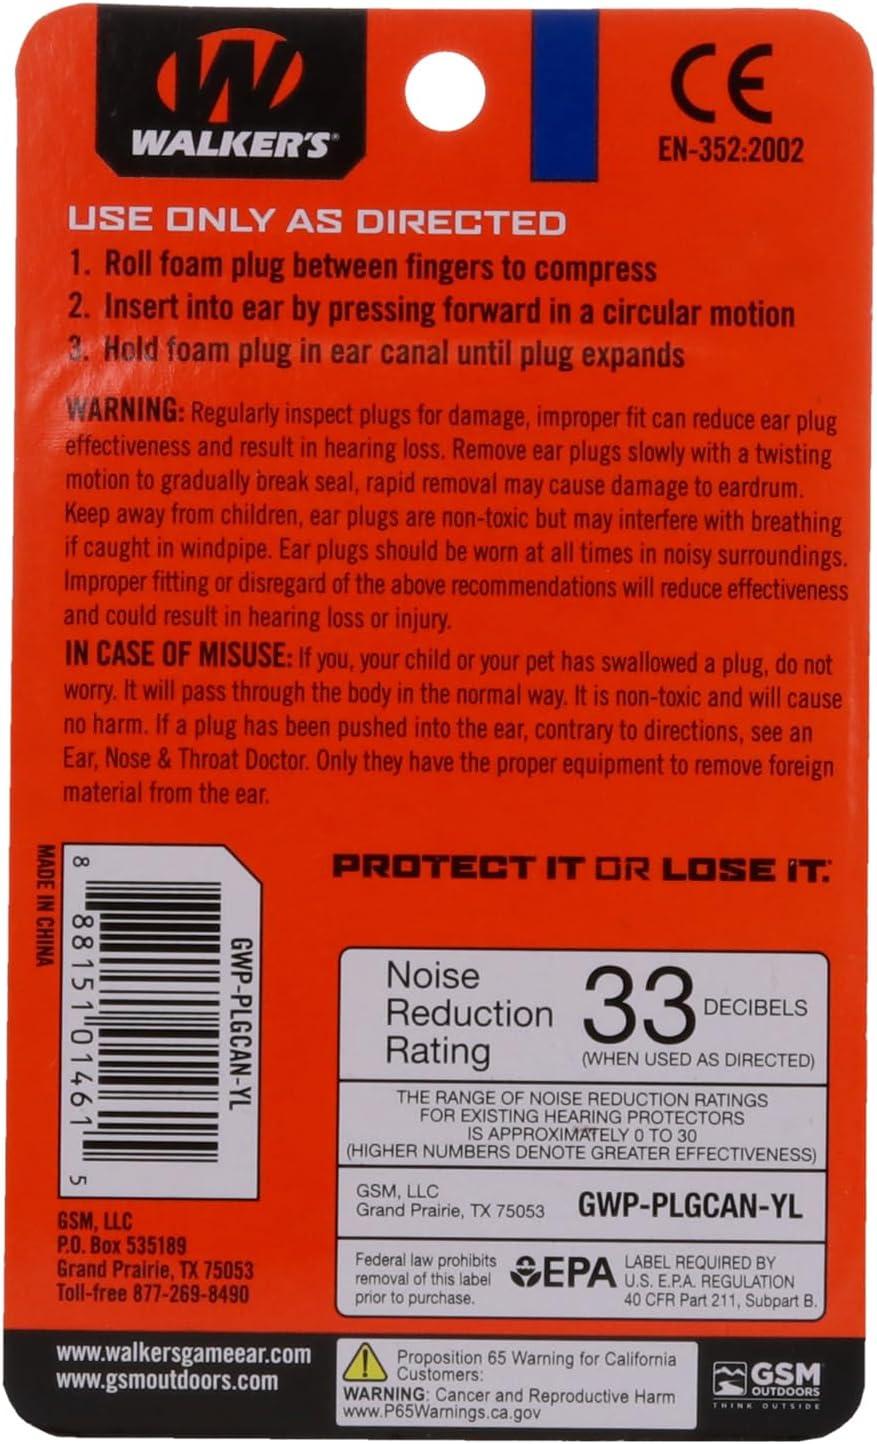 WALKER'S
CE
EN-352:2002
USE ONLY AS DIRECTED
1. Roll foam plug between fingers to compress
2. Insert into ear by pressing forward in a circular motion
3. Hold foam plug in ear canal until plug expands
WARNING: Regularly inspect plugs for damage, improper fit can reduce ear plug
effectiveness and result in hearing loss. Remove ear plugs slowly with a twisting
motion to gradually break seal, rapid removal may cause damage to eardrum.
Keep away from children, ear plugs are non-toxic but may interfere with breathing
if caught in windpipe. Ear plugs should be worn at all times in noisy surroundings.
Improper fitting or disregard of the above recommendations will reduce effectiveness
and could result in hearing loss or injury.
IN CASE OF MISUSE: If you, your child or your pet has swallowed a plug, do not
worry. It will pass through the body in the normal way. It is non-toxic and will cause
no harm. If a plug has been pushed into the ear, contrary to directions, see an
Ear, Nose & Throat Doctor. Only they have the proper equipment to remove foreign
material from the ear.
MADE IN CHINA
8 88151 01461 5
GWP-PLGCAN-YL
GSM, LLC
P.O. Box 535189
Grand Prairie, TX 75053
Toll-free 877-269-8490
PROTECT IT OR LOSE IT.
Noise
Reduction
Rating
33 DECIBELS
(WHEN USED AS DIRECTED)
THE RANGE OF NOISE REDUCTION RATINGS
FOR EXISTING HEARING PROTECTORS
IS APPROXIMATELY 0 TO 30
(HIGHER NUMBERS DENOTE GREATER EFFECTIVENESS)
GSM, LLC
Grand Prairie, TX 75053
GWP-PLGCAN-YL
Federal law prohibits
removal of this label
prior to purchase.
EPA
LABEL REQUIRED BY
U.S. E.P.A. REGULATION
40 CFR Part 211, Subpart B.
www.walkersgameear.com
www.gsmoutdoors.com
Proposition 65 Warning for California
Customers:
WARNING: Cancer and Reproductive Harm
www.P65Warnings.ca.gov
GSM
OUTDOORS
THINK OUTSIDE